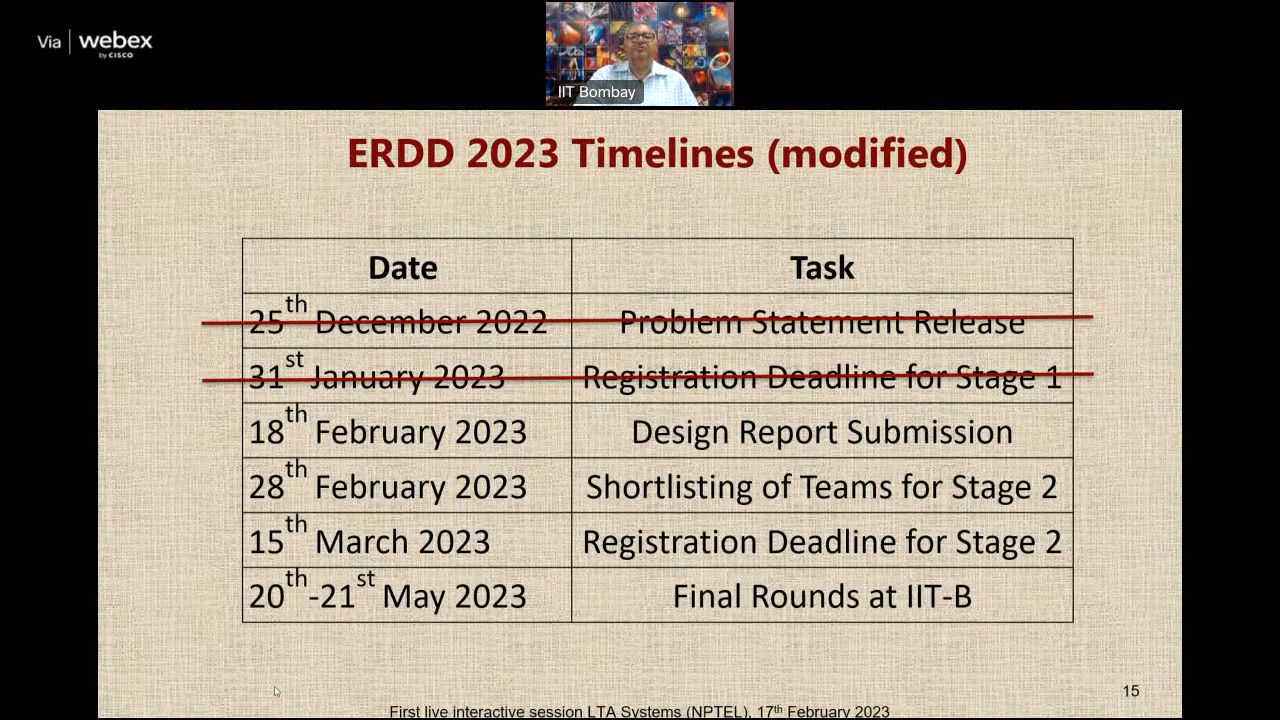 Via | webex
by CISCO
IIT Bombay
ERDD 2023 Timelines (modified)
Date Task
25th December 2022 Problem Statement Release
31st January 2023 Registration Deadline for Stage 1
18th February 2023 Design Report Submission
28th February 2023 Shortlisting of Teams for Stage 2
15th March 2023 Registration Deadline for Stage 2
20th-21st May 2023 Final Rounds at IIT-B
15
First live interactive session LTA Systems (NPTEL), 17th February 2023